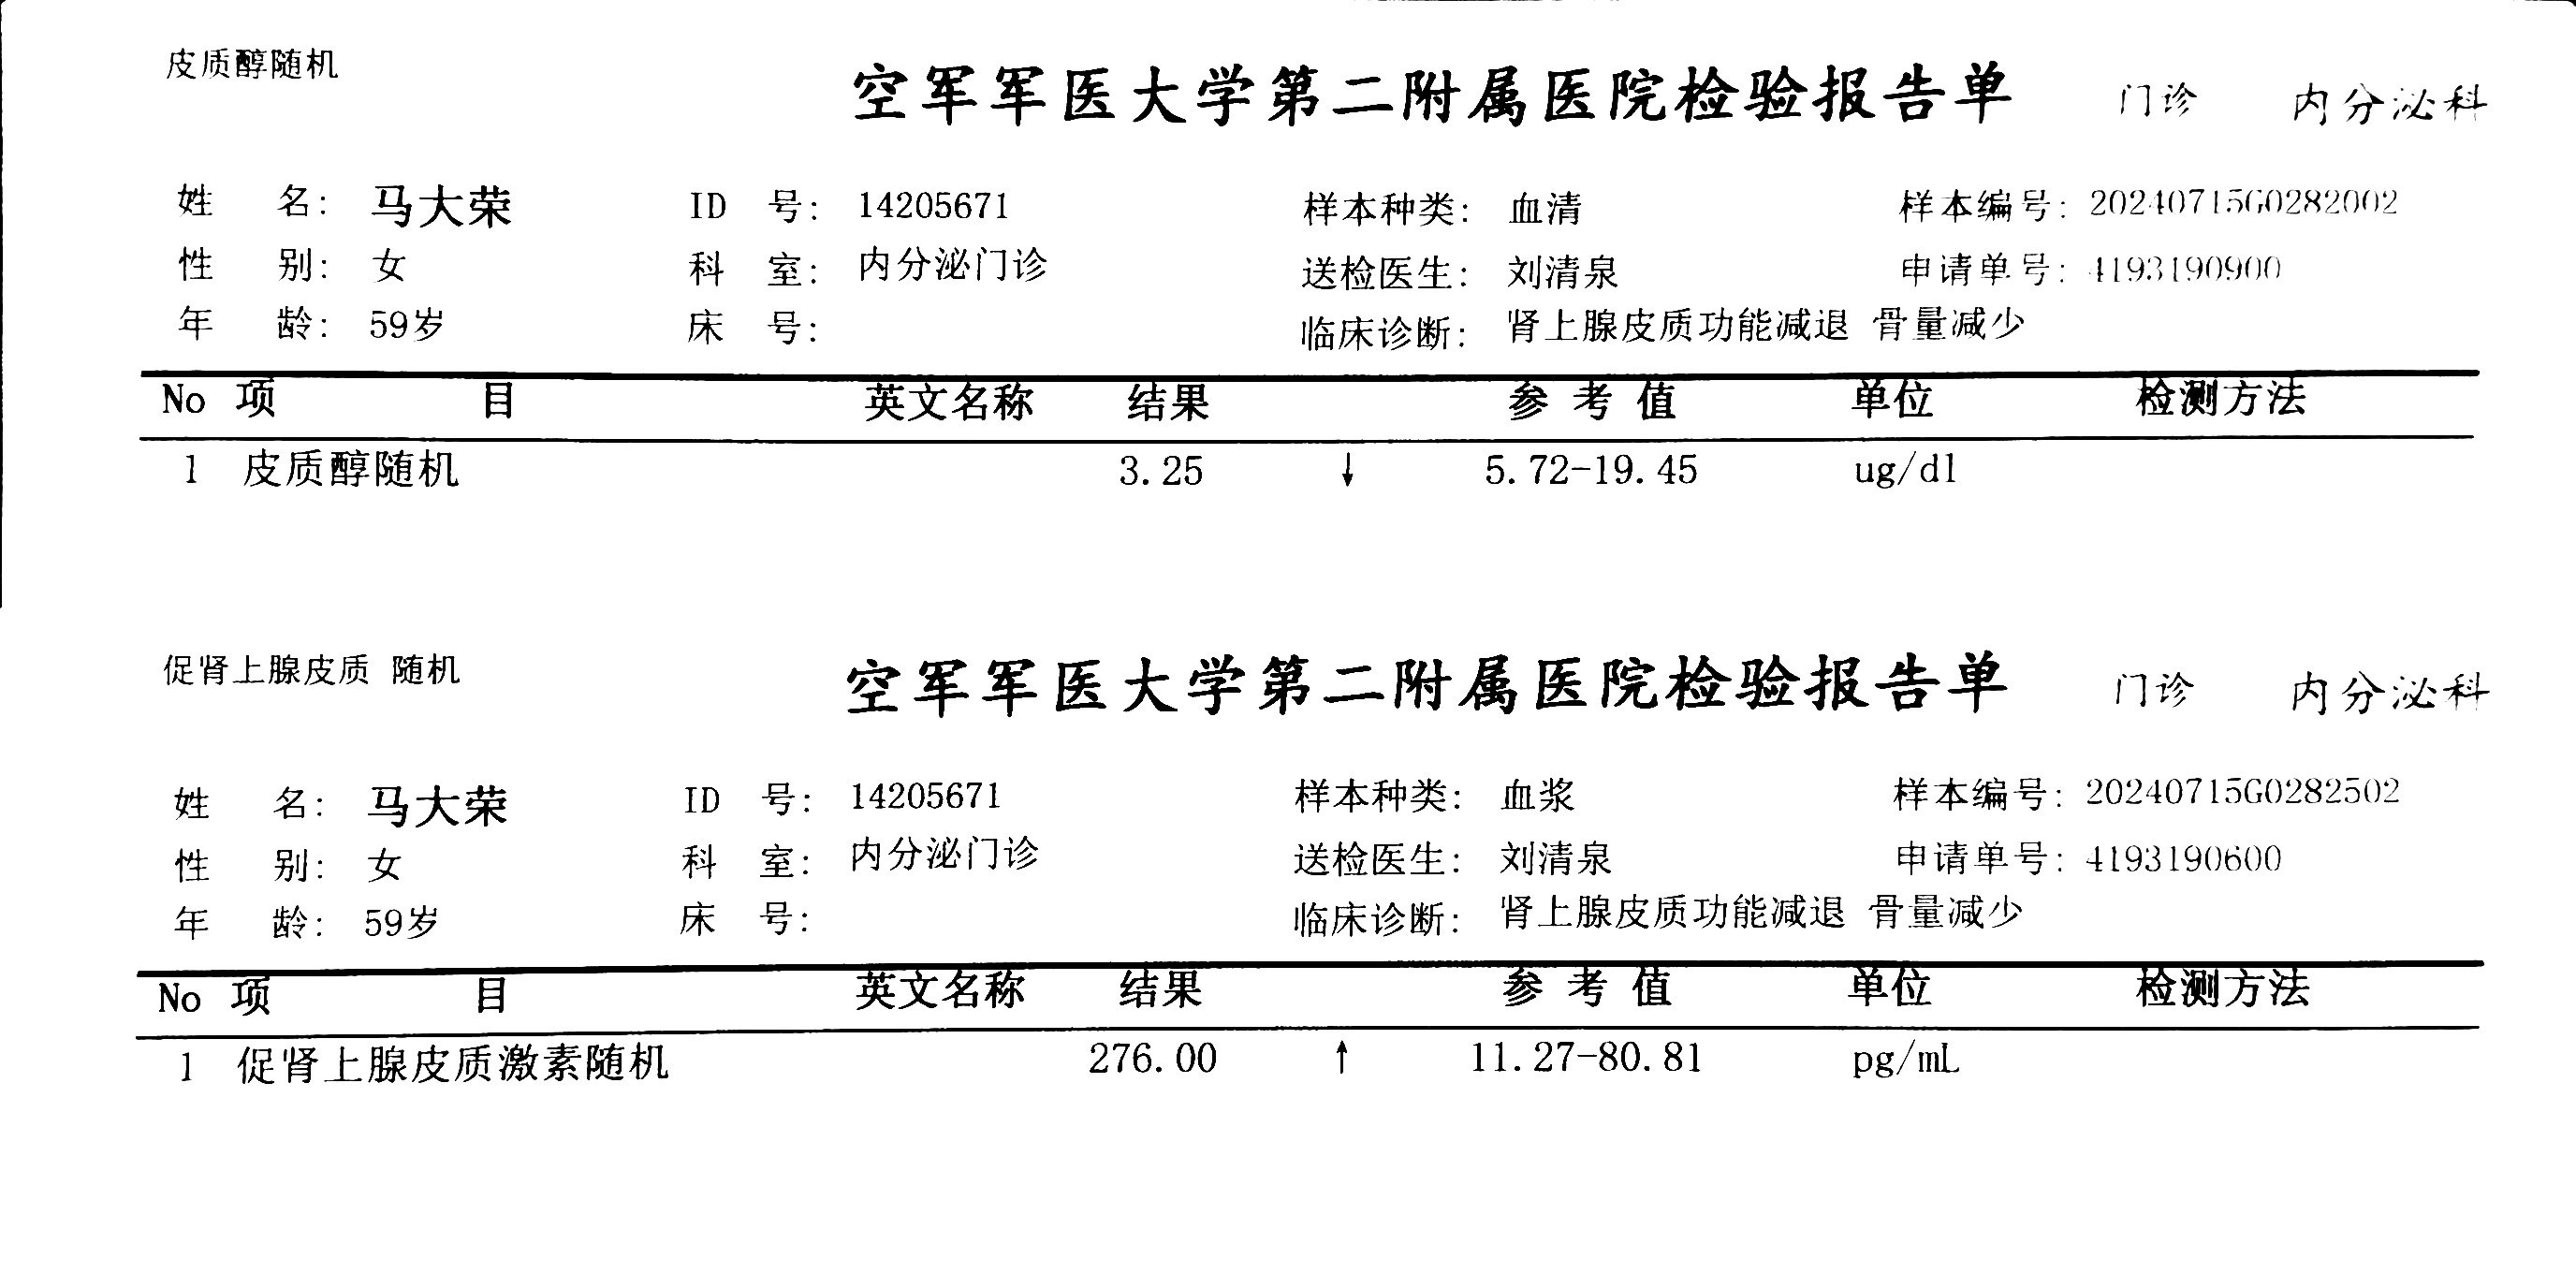 皮质醇随机
空军军医大学第二附属医院检验报告单 门诊 内分泌科
姓 名: 马大荣 ID 号: 14205671 样本种类: 血清 样本编号: 20240715G0282002
性 别: 女 科 室: 内分泌门诊 送检医生: 刘清泉 申请单号: 4193190900
年 龄: 59岁 床 号: 临床诊断: 肾上腺皮质功能减退 骨量减少
No 项 目 英文名称 结果 参 考 值 单位 检测方法
1 皮质醇随机 3.25 ↓ 5.72-19.45 ug/dl
促肾上腺皮质 随机
空军军医大学第二附属医院检验报告单 门诊 内分泌科
姓 名: 马大荣 ID 号: 14205671 样本种类: 血浆 样本编号: 20240715G0282502
性 别: 女 科 室: 内分泌门诊 送检医生: 刘清泉 申请单号: 4193190600
年 龄: 59岁 床 号: 临床诊断: 肾上腺皮质功能减退 骨量减少
No 项 目 英文名称 结果 参 考 值 单位 检测方法
1 促肾上腺皮质激素随机 276.00 ↑ 11.27-80.81 pg/mL